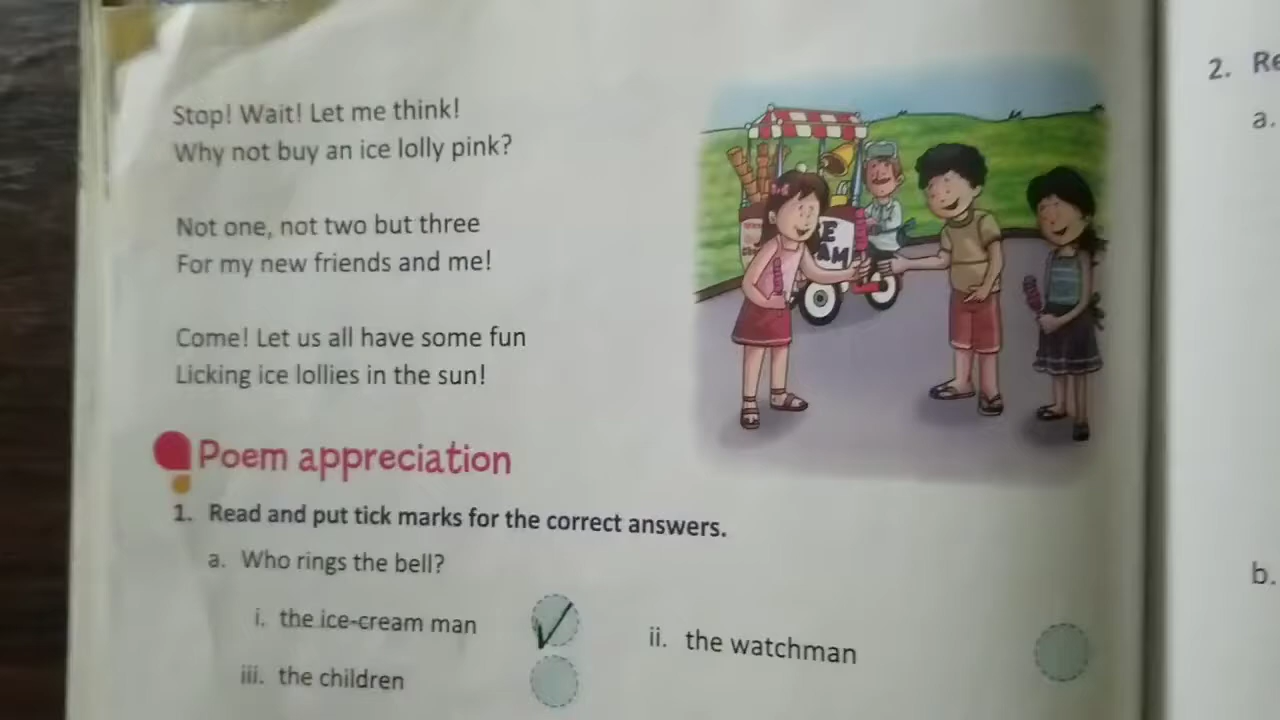 Stop! Wait! Let me think!
Why not buy an ice lolly pink?
Not one, not two but three
For my new friends and me!
Come! Let us all have some fun
Licking ice lollies in the sun!
Poem appreciation
1. Read and put tick marks for the correct answers.
a. Who rings the bell?
i. the ice-cream man
ii. the watchman
iii. the children
2. Re
a.
b.